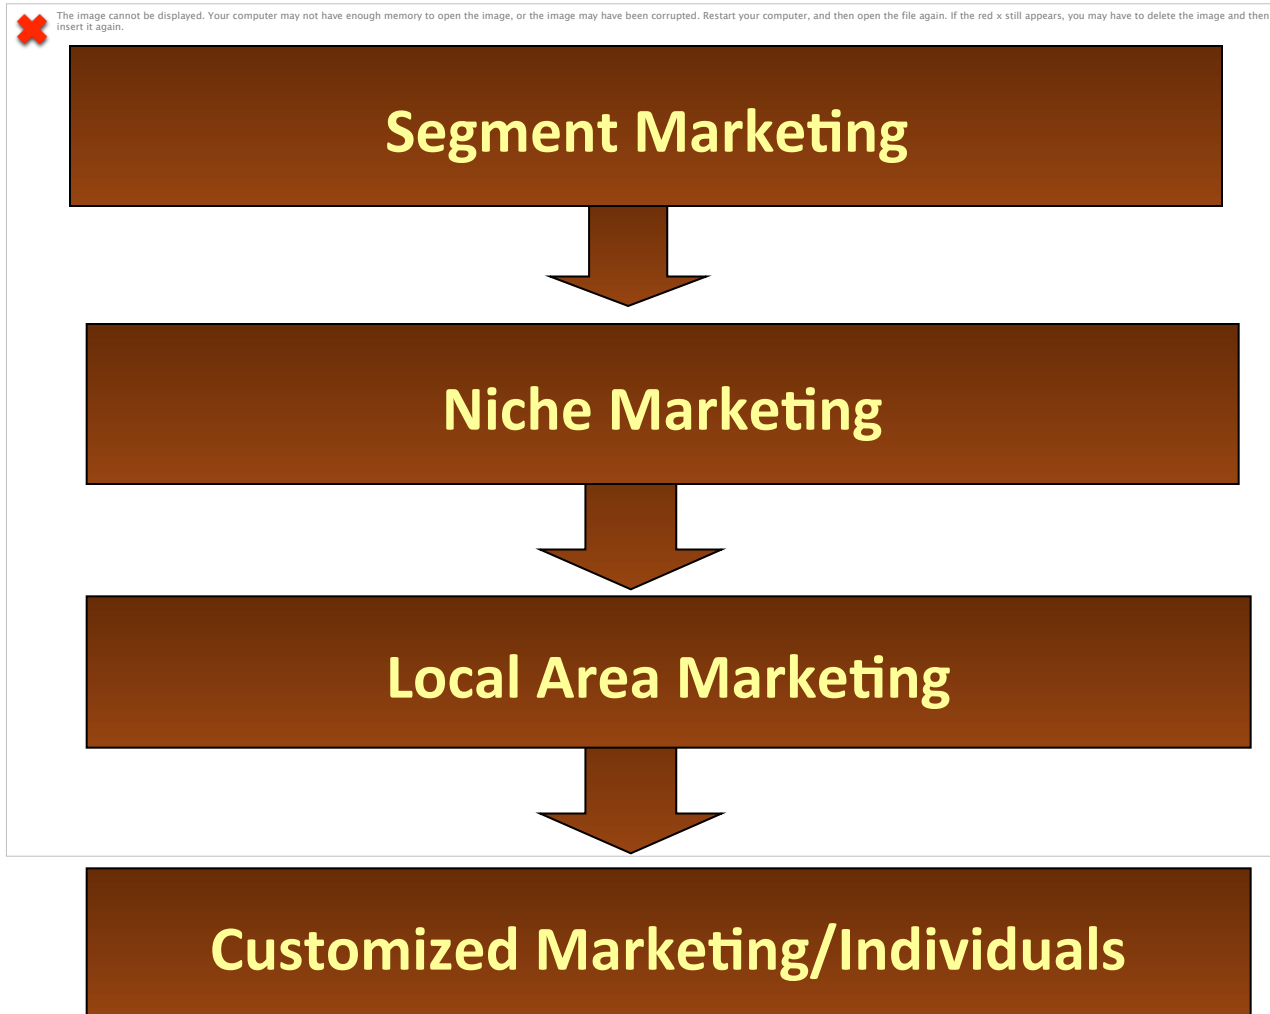 The image cannot be displayed. Your computer may not have enough memory to open the image, or the image may have been corrupted. Restart your computer, and then open the file again. If the red x still appears, you may have to delete the image and then
insert it again.
Segment Marketing
Niche Marketing
Local Area Marketing
Customized Marketing/Individuals